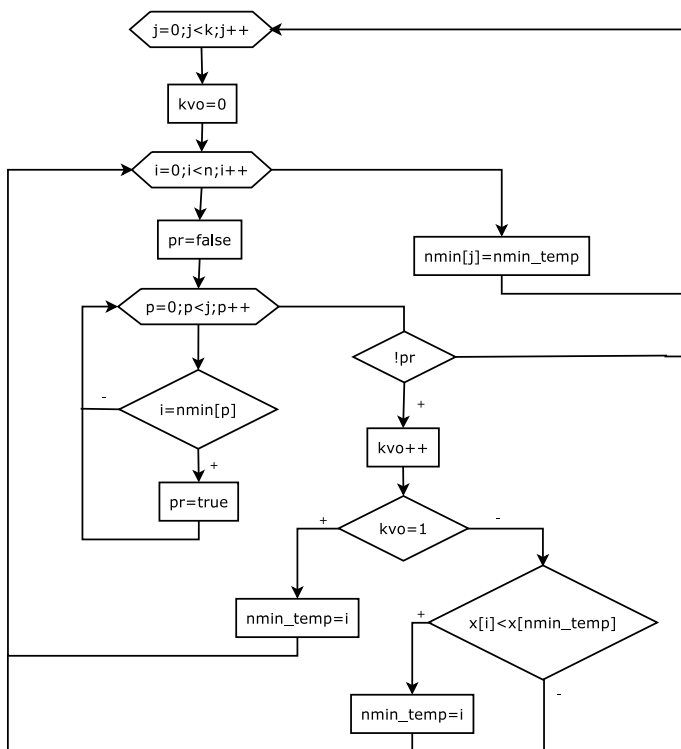 j=0;j<k;j++
kvo=0
i=0;i<n;i++
pr=false
nmin[j]=nmin_temp
p=0;p<j;p++
!pr
-
i=nmin[p]
+
kvo++
+
pr=true
+
kvo=1
-
nmin_temp=i
+
x[i]<x[nmin_temp]
-
nmin_temp=i